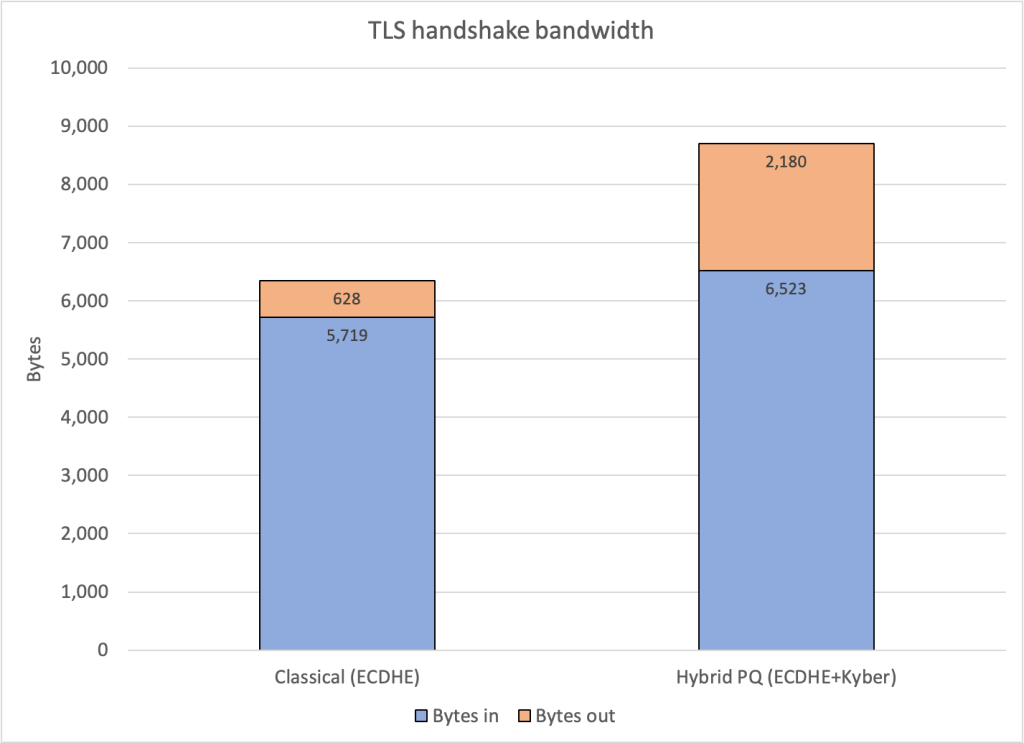 TLS handshake bandwidth
10,000
9,000
8,000
7,000
6,000
5,000
4,000
3,000
2,000
1,000
0
Bytes
2,180
6,523
628
5,719
Classical (ECDHE)
Hybrid PQ (ECDHE+Kyber)
Bytes in
Bytes out